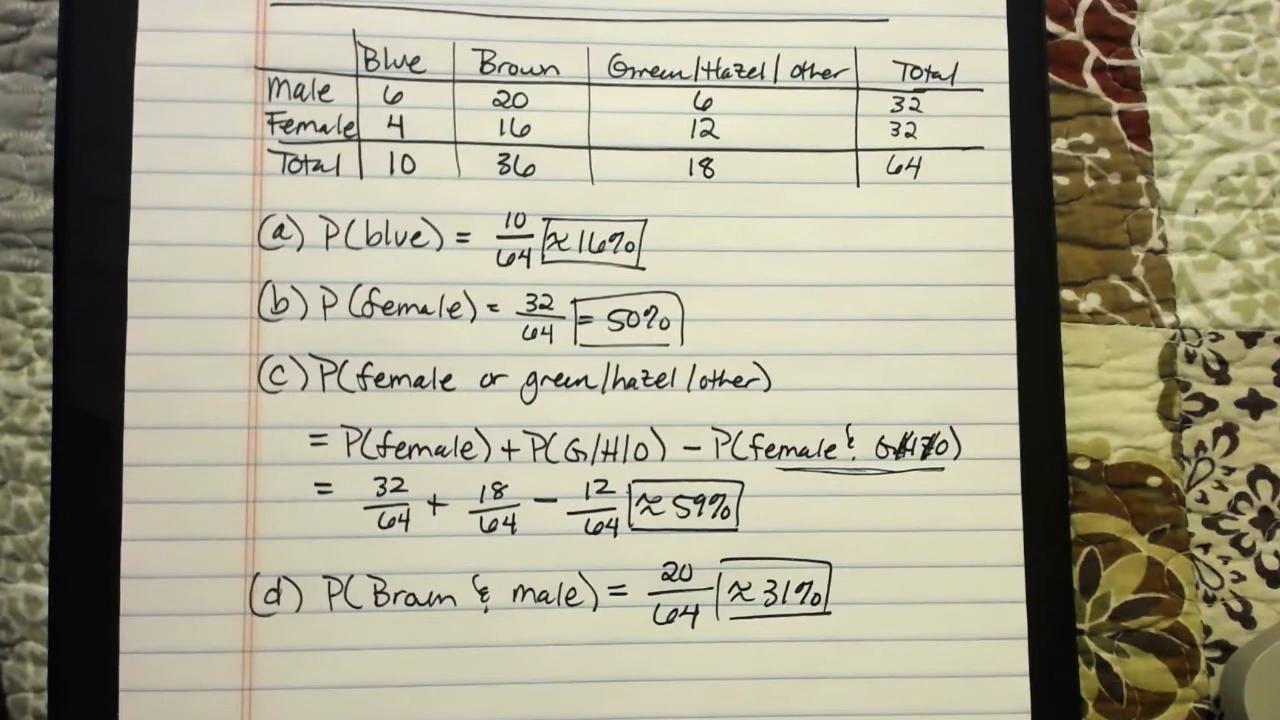 Blue Brown Green/Hazel/other Total
Male 6 20 6 32
Female 4 16 12 32
Total 10 36 18 64
(a) P(blue) = 10/64 ≈16%
(b) P(female) = 32/64 = 50%
(c) P(female or green/hazel/other)
= P(female) + P(G/H/O) − P(female & G/H/O)
= 32/64 + 18/64 − 12/64 ≈ 59%
(d) P(Brown & male) = 20/64 ≈ 31%